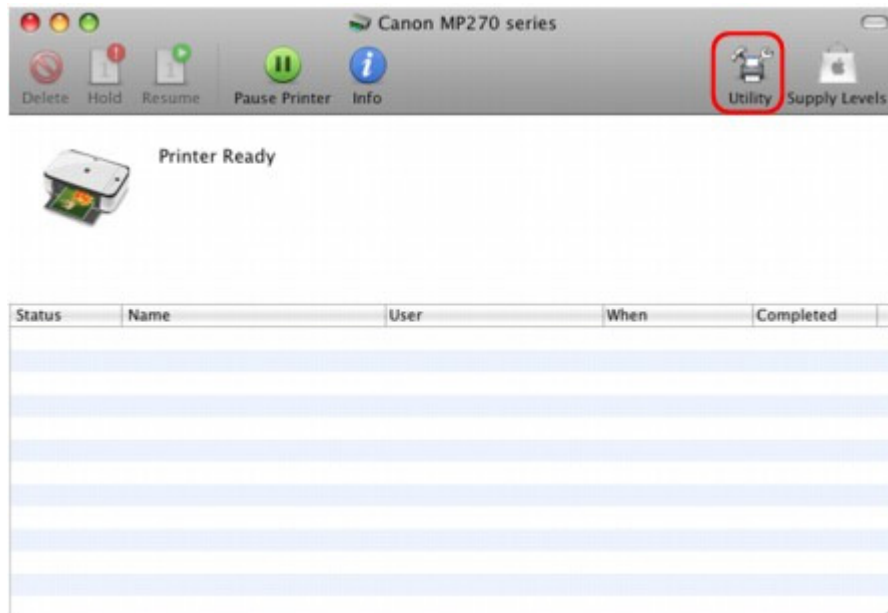 Canon MP270 series
Delete Hold Resume Pause Printer Info Utility Supply Levels
Printer Ready
Status Name User When Completed